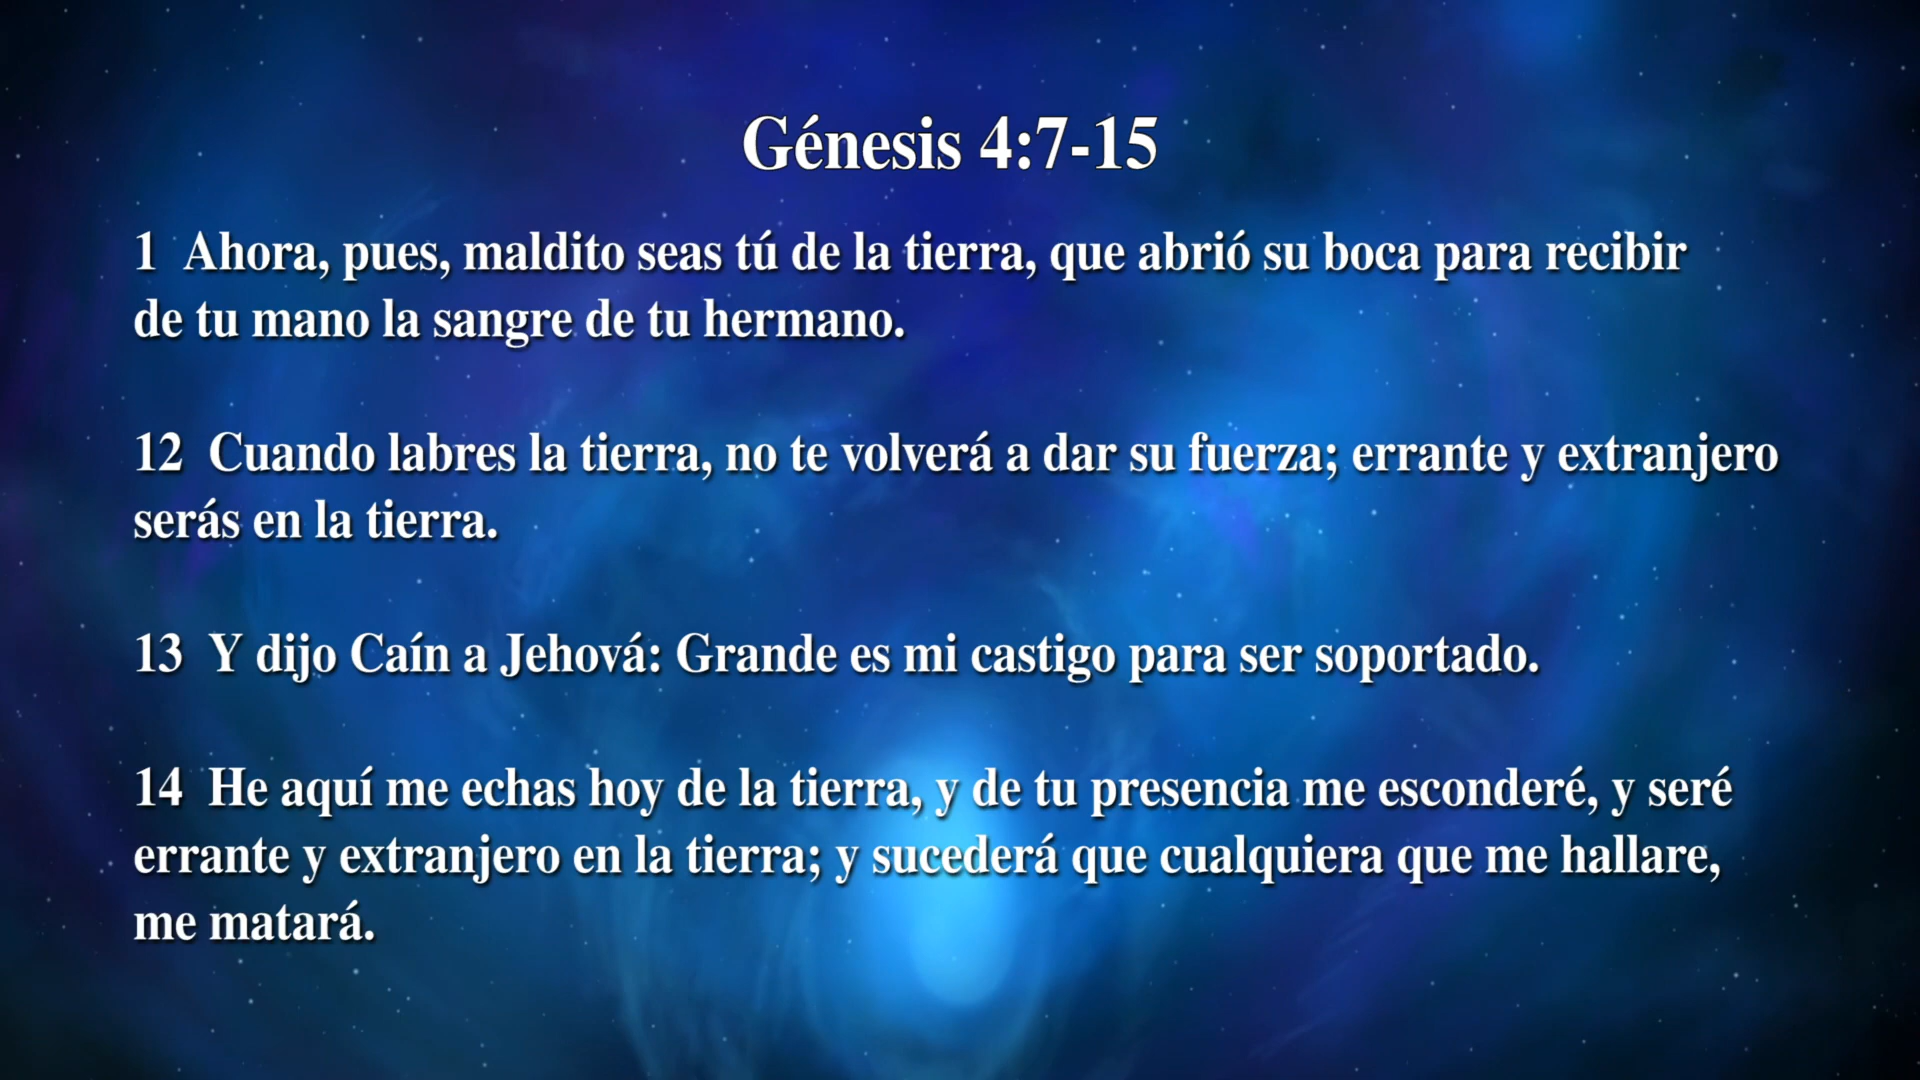 Génesis 4:7-15
1 Ahora, pues, maldito seas tú de la tierra, que abrió su boca para recibir
de tu mano la sangre de tu hermano.
12 Cuando labres la tierra, no te volverá a dar su fuerza; errante y extranjero
serás en la tierra.
13 Y dijo Caín a Jehová: Grande es mi castigo para ser soportado.
14 He aquí me echas hoy de la tierra, y de tu presencia me esconderé, y seré
errante y extranjero en la tierra; y sucederá que cualquiera que me hallare,
me matará.